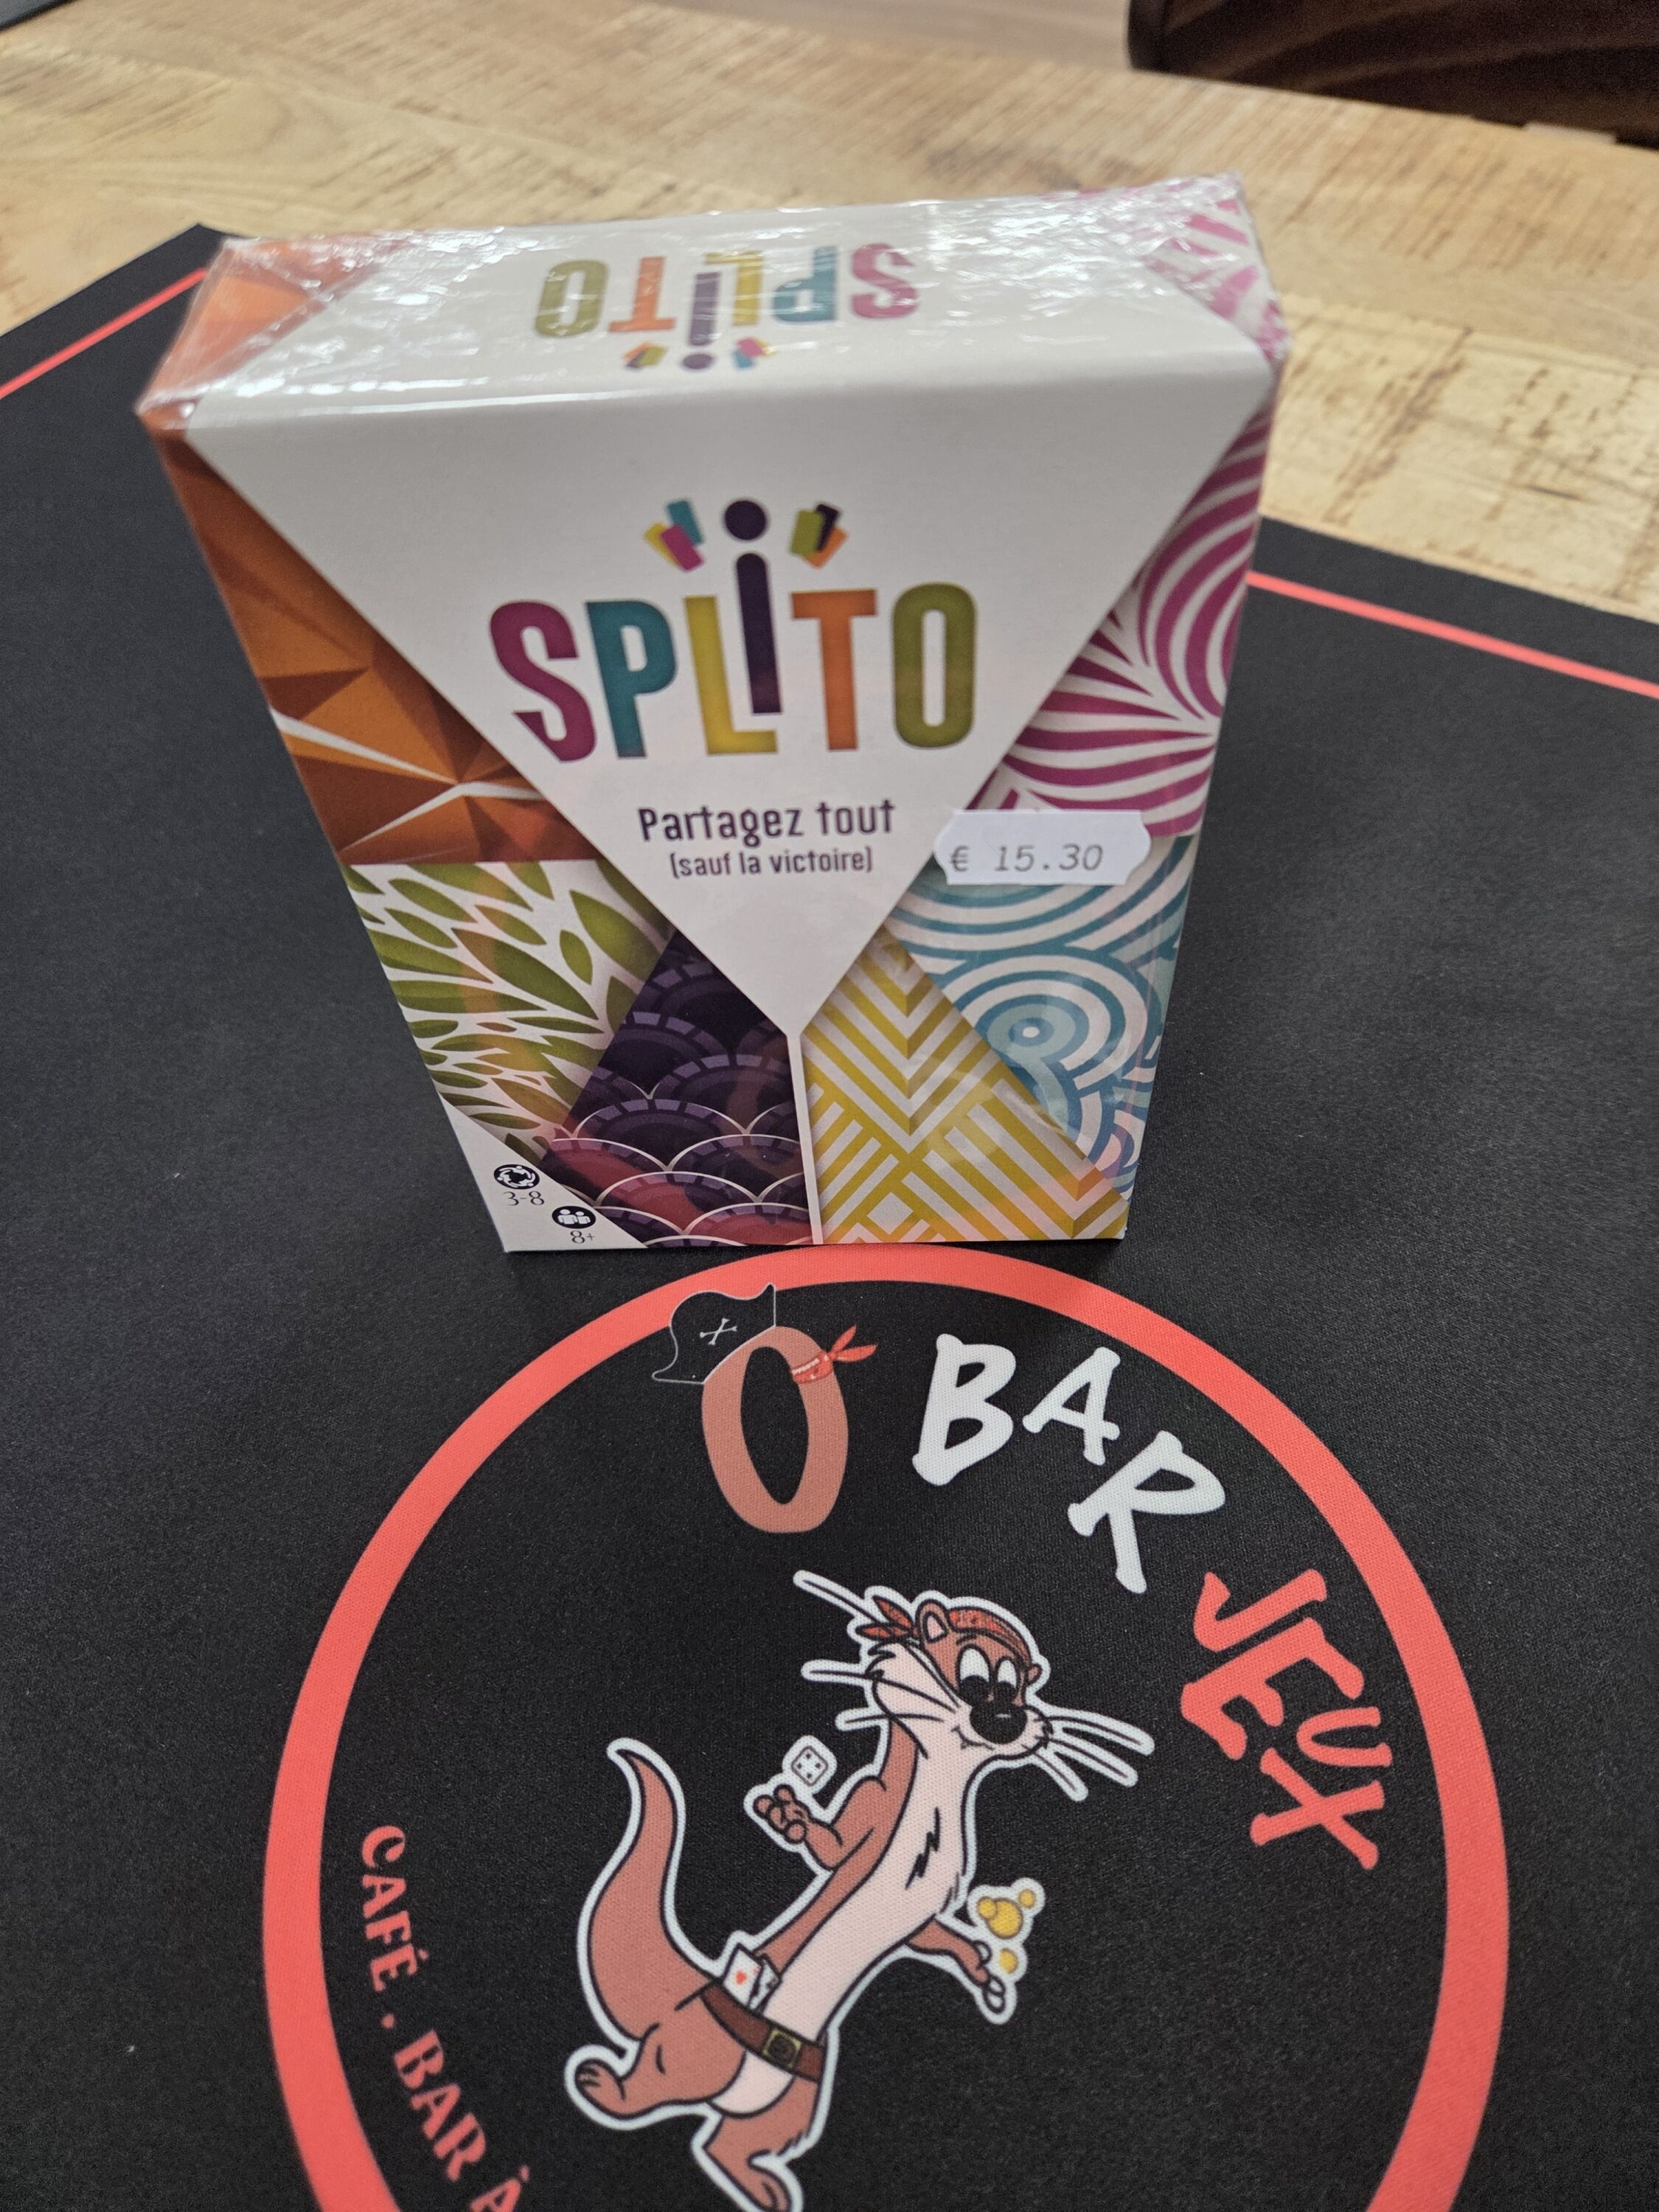 SPLiTO
SPLiTO
Partagez tout
(sauf la victoire)
€ 15.30
3-8
8+
Ô BAR JEUX
CAFÉ . BAR À